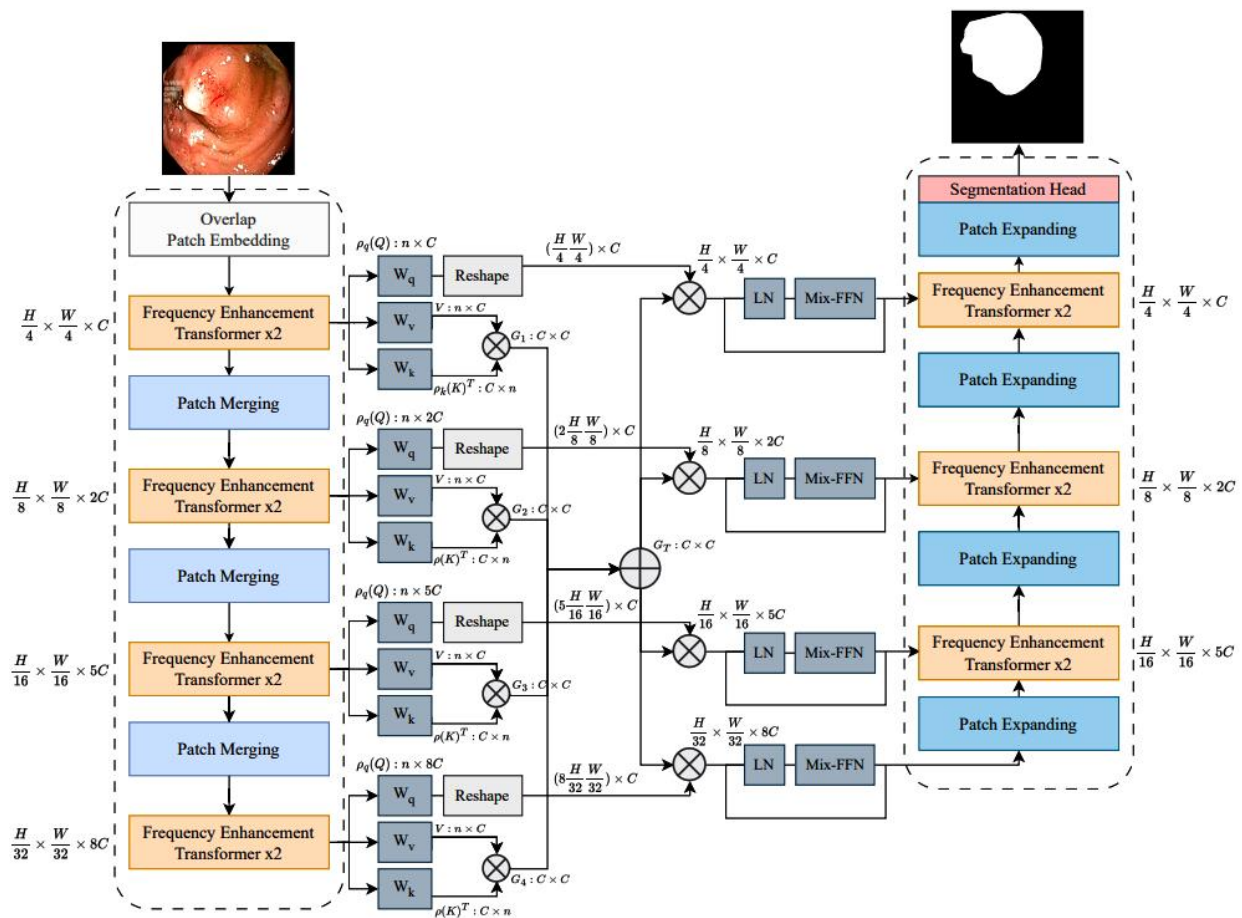 Overlap
Patch Embedding
Frequency Enhancement
Transformer x2
Patch Merging
Frequency Enhancement
Transformer x2
Patch Merging
Frequency Enhancement
Transformer x2
Patch Merging
Frequency Enhancement
Transformer x2
H/4 × W/4 × C
H/8 × W/8 × 2C
H/16 × W/16 × 5C
H/32 × W/32 × 8C
ρq(Q) : n × C
Wq
Reshape
(H/4 W/4) × C
Wv
V : n × C
G1 : C × C
Wk
ρk(K)^T : C × n
ρq(Q) : n × 2C
Wq
Reshape
(2 H/8 W/8) × C
Wv
V : n × C
G2 : C × C
Wk
ρ(K)^T : C × n
ρq(Q) : n × 5C
Wq
Reshape
(5 H/16 W/16) × C
Wv
V : n × C
G3 : C × C
Wk
ρ(K)^T : C × n
ρq(Q) : n × 8C
Wq
Reshape
(8 H/32 W/32) × C
Wv
V : n × C
G4 : C × C
Wk
ρ(K)^T : C × n
GT : C × C
H/4 × W/4 × C
LN
Mix-FFN
H/8 × W/8 × 2C
LN
Mix-FFN
H/16 × W/16 × 5C
LN
Mix-FFN
H/32 × W/32 × 8C
LN
Mix-FFN
Segmentation Head
Patch Expanding
Frequency Enhancement
Transformer x2
Patch Expanding
Frequency Enhancement
Transformer x2
Patch Expanding
Frequency Enhancement
Transformer x2
Patch Expanding
H/4 × W/4 × C
H/8 × W/8 × 2C
H/16 × W/16 × 5C